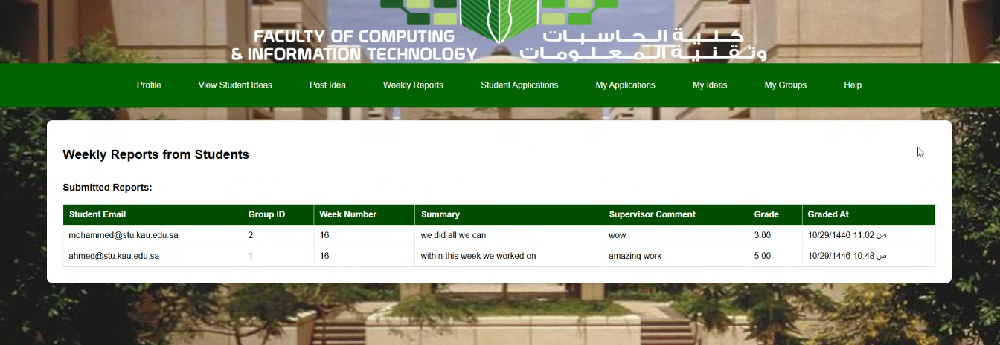 FACULTY OF COMPUTING
& INFORMATION TECHNOLOGY
كلية الحاسبات
وتقنية المعلومات
Profile View Student Ideas Post Idea Weekly Reports Student Applications My Applications My Ideas My Groups Help
Weekly Reports from Students
Submitted Reports:
Student Email Group ID Week Number Summary Supervisor Comment Grade Graded At
mohammed@stu.kau.edu.sa 2 16 we did all we can wow 3.00 10/29/1446 11:02 ص
ahmed@stu.kau.edu.sa 1 16 within this week we worked on amazing work 5.00 10/29/1446 10:48 ص